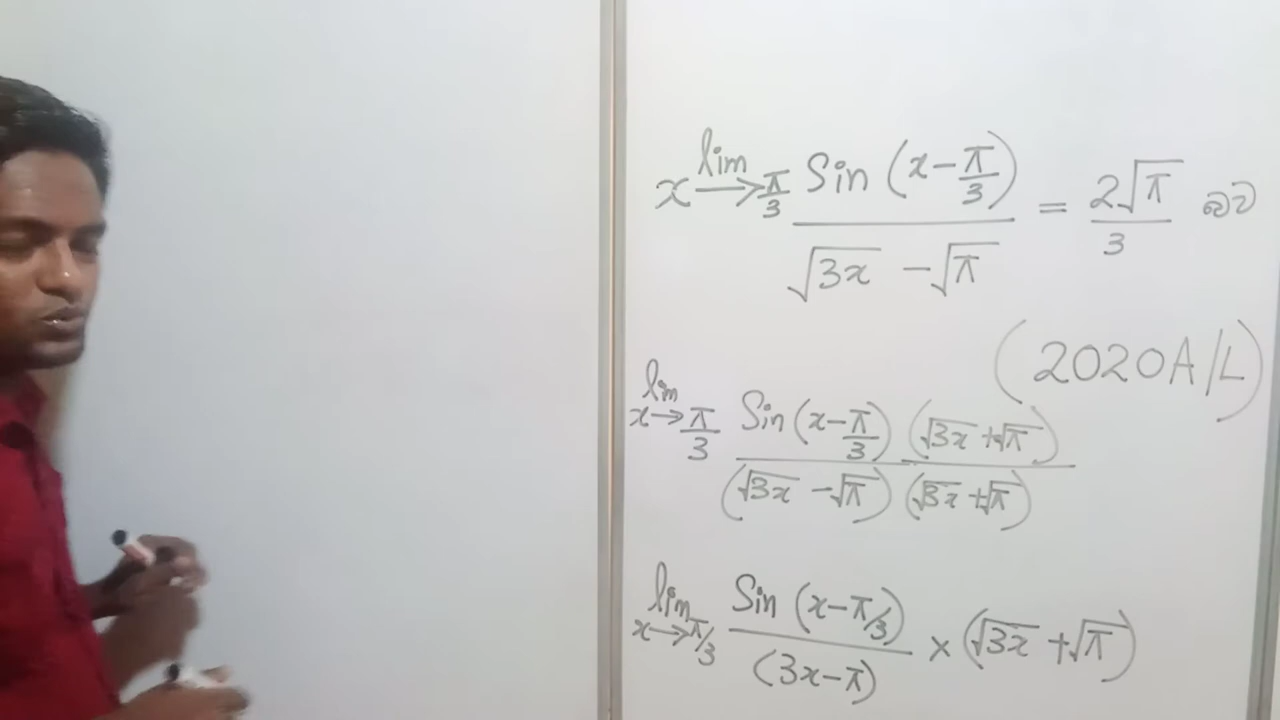 lim x→π/3 Sin (x-π/3) / √3x - √π = 2√π / 3 බව
(2020A/L)
lim x→π/3 Sin (x-π/3) (√3x +√π) / (√3x -√π) (√3x +√π)
lim x→π/3 Sin (x-π/3) / (3x-π) × (√3x +√π)